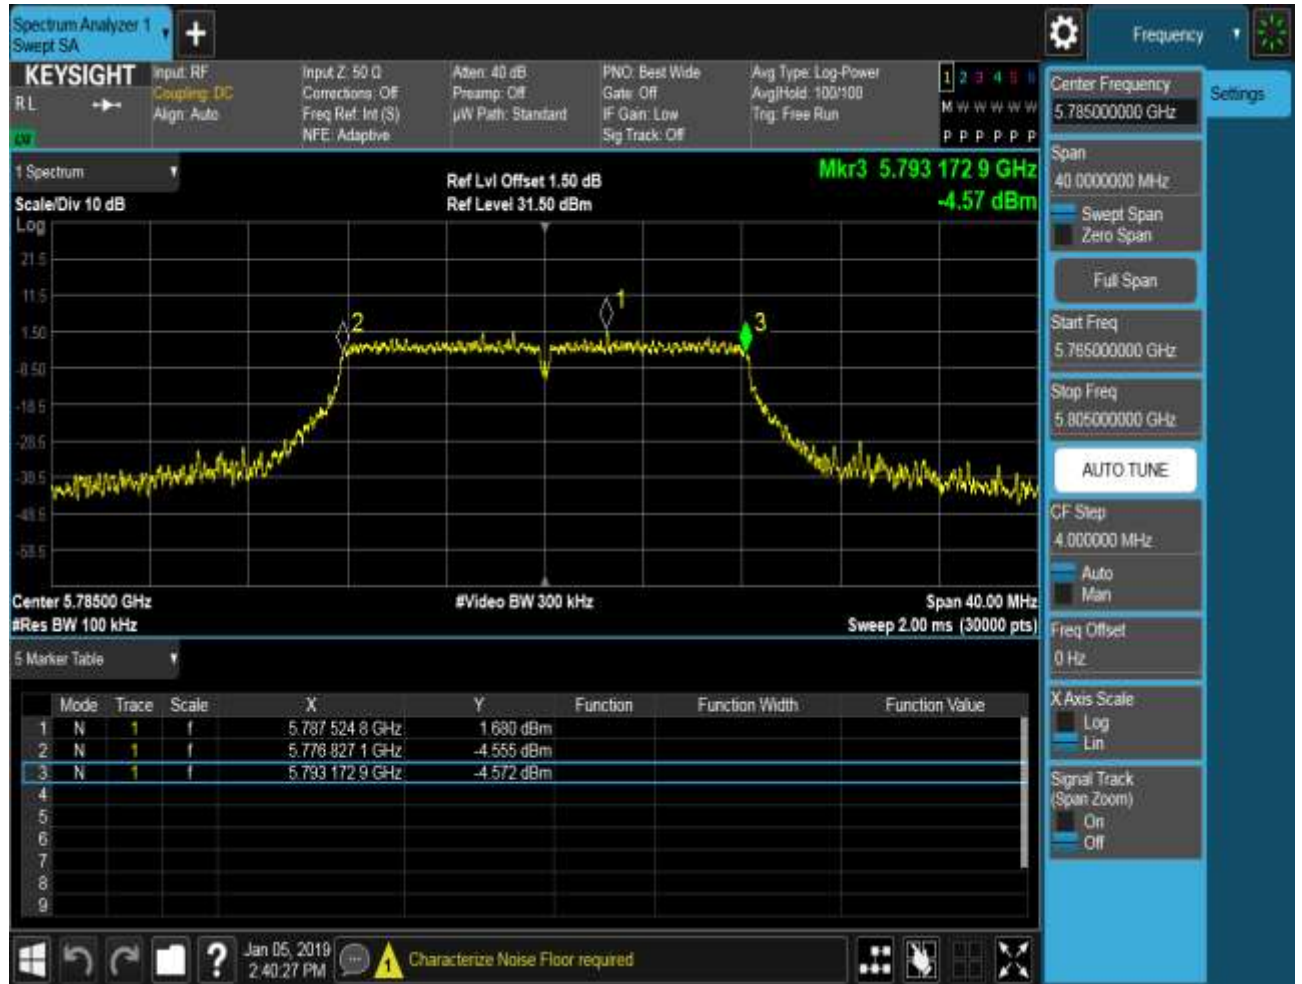 Spectrum Analyzer 1
Swept SA
+
Frequency
KEYSIGHT
RL
Input: RF
Coupling: DC
Align: Auto
Input Z: 50 Ω
Corrections: Off
Freq Ref: Int (S)
NFE: Adaptive
Atten: 40 dB
Preamp: Off
µW Path: Standard
PNO: Best Wide
Gate: Off
IF Gain: Low
Sig Track: Off
Avg Type: Log-Power
Avg|Hold: 100/100
Trig: Free Run
1 2 3 4 5 6
M W W W W W
P P P P P P
Center Frequency
5.785000000 GHz
Settings
Span
40.0000000 MHz
Swept Span
Zero Span
Full Span
Start Freq
5.765000000 GHz
Stop Freq
5.805000000 GHz
AUTO TUNE
CF Step
4.000000 MHz
Auto
Man
Freq Offset
0 Hz
X Axis Scale
Log
Lin
Signal Track
(Span Zoom)
On
Off
1 Spectrum
Scale/Div 10 dB
Ref Lvl Offset 1.50 dB
Ref Level 31.50 dBm
Mkr3 5.793 172 9 GHz
-4.57 dBm
Log
21.5
11.5
1.50
-8.50
-18.5
-28.5
-38.5
-48.5
-58.5
1
2
3
Center 5.78500 GHz
#Res BW 100 kHz
#Video BW 300 kHz
Span 40.00 MHz
Sweep 2.00 ms (30000 pts)
5 Marker Table
Mode Trace Scale X Y Function Function Width Function Value
1 N 1 f 5.787 524 8 GHz 1.680 dBm
2 N 1 f 5.776 827 1 GHz -4.555 dBm
3 N 1 f 5.793 172 9 GHz -4.572 dBm
4
5
6
7
8
9
?
Jan 05, 2019
2:40:27 PM
1
Characterize Noise Floor required